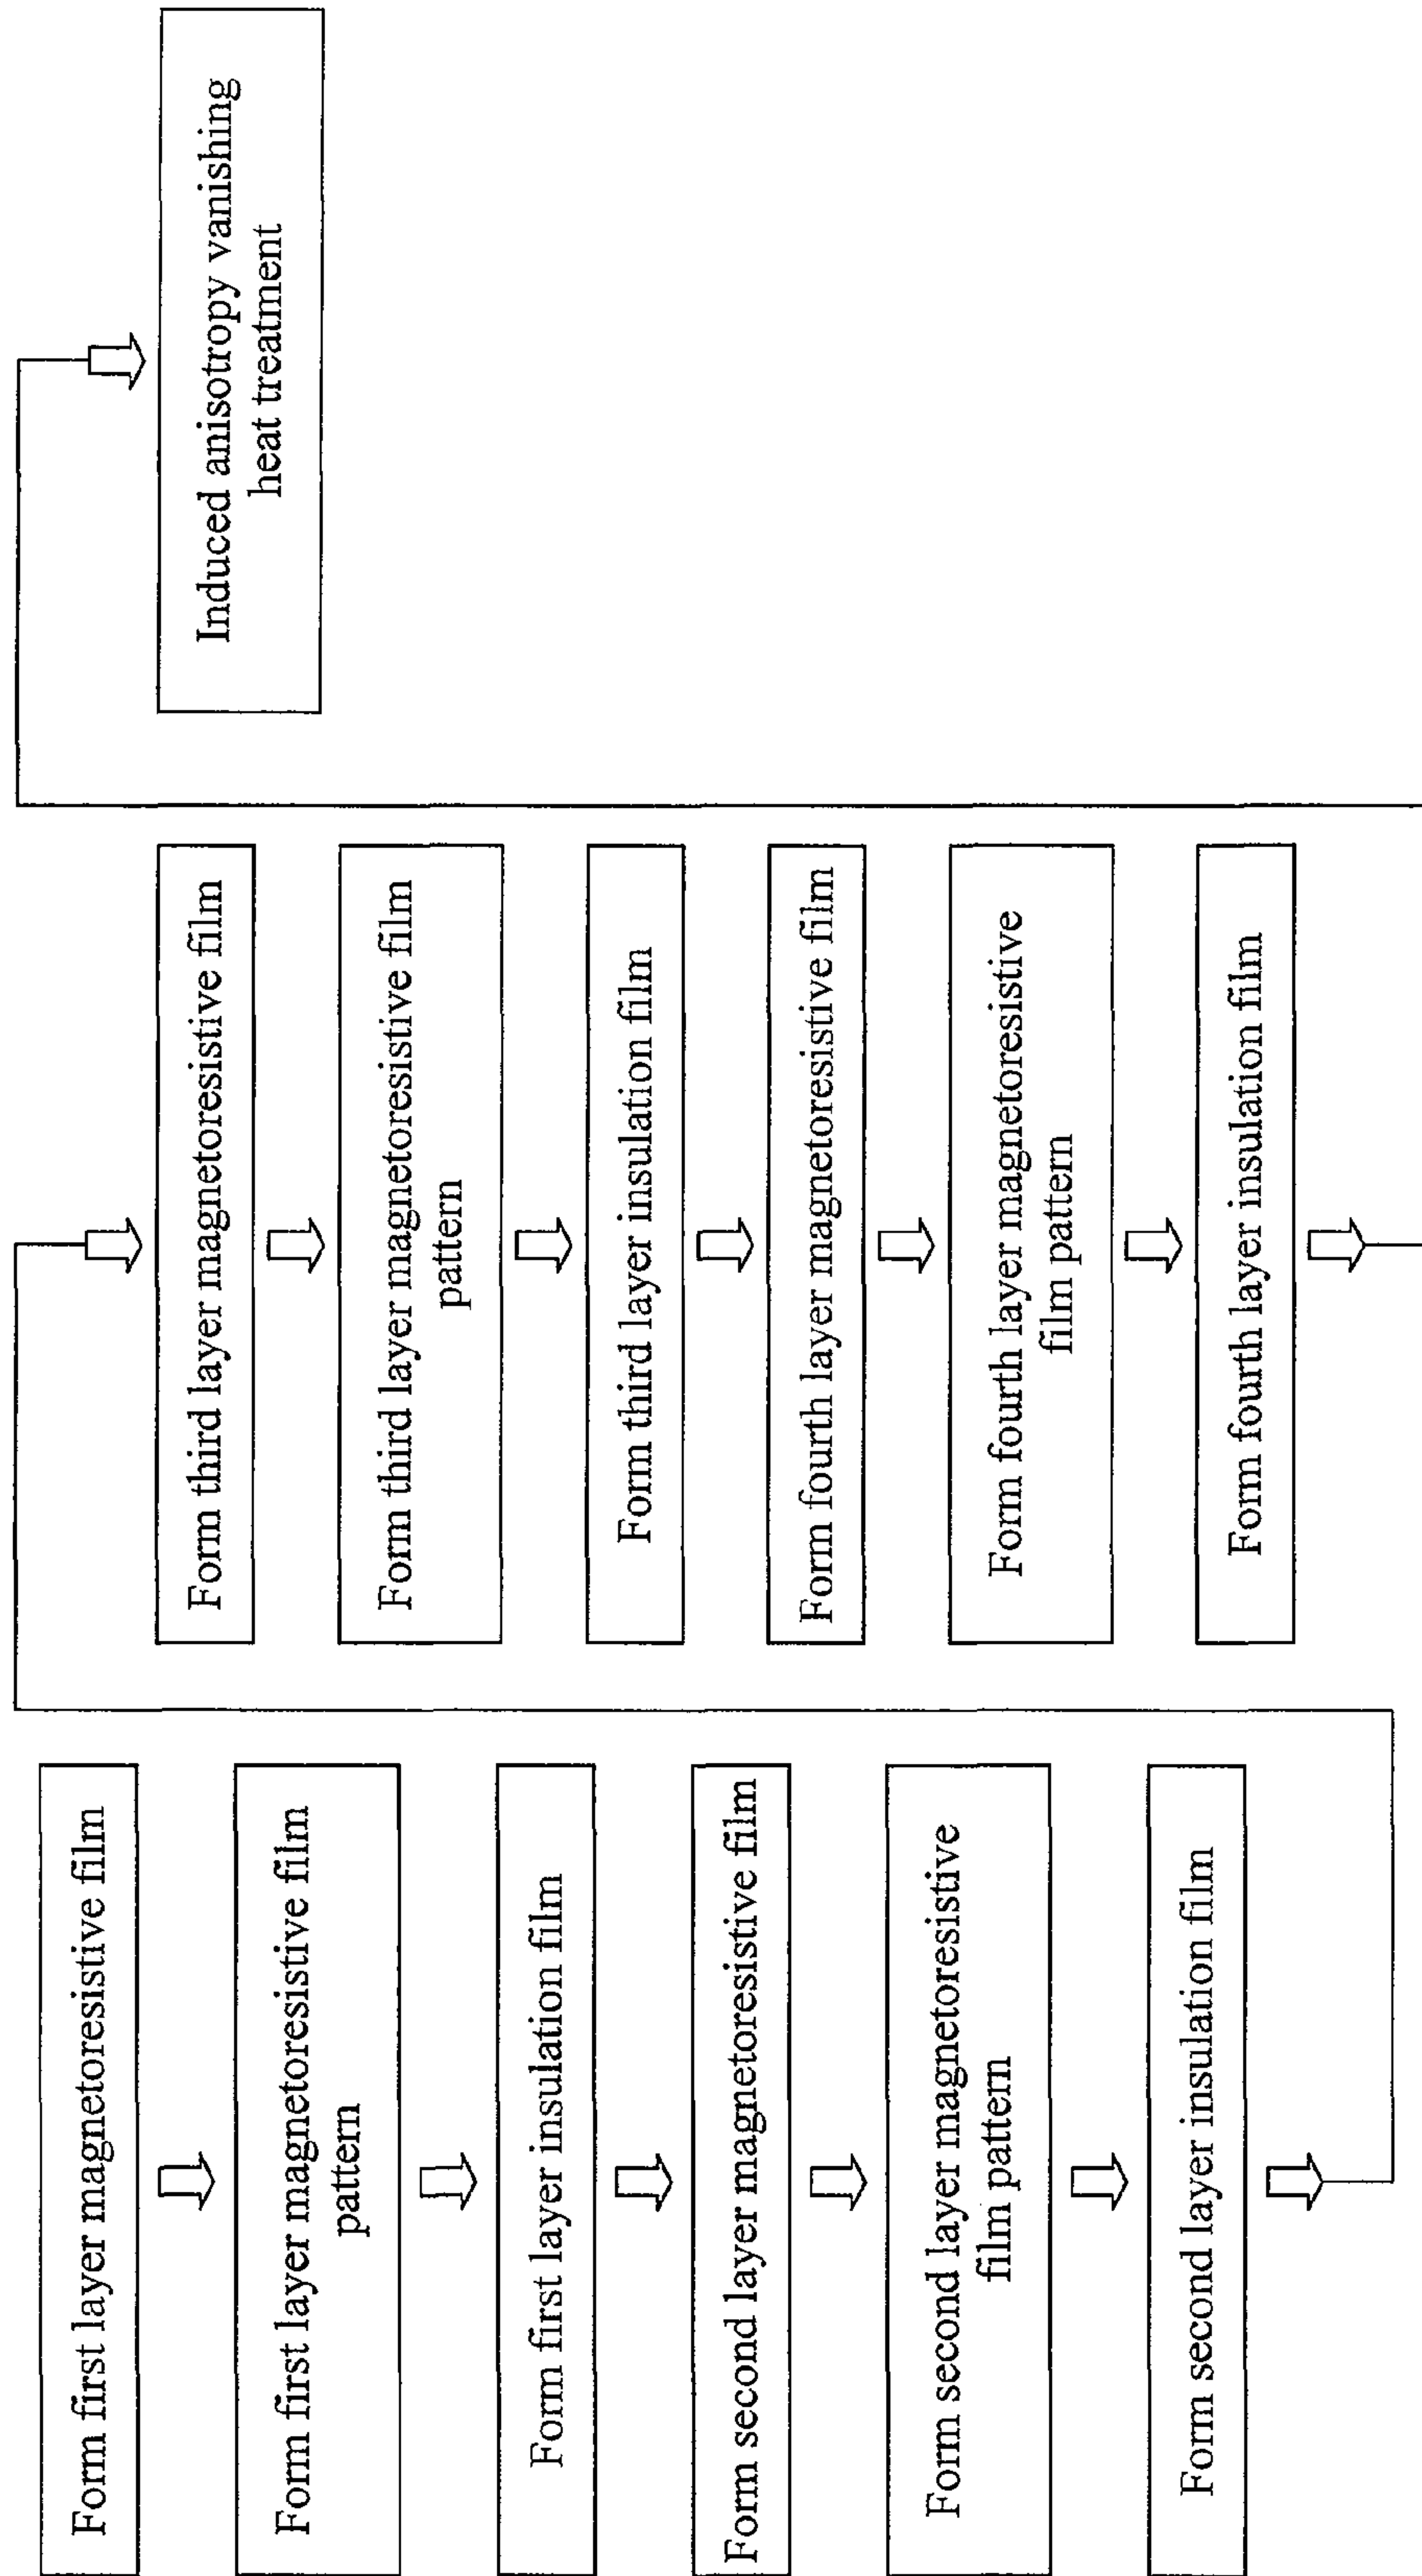 Form first layer magnetoresistive film
Form first layer magnetoresistive film
pattern
Form first layer insulation film
Form second layer magnetoresistive film
Form second layer magnetoresistive
film pattern
Form second layer insulation film
Form third layer magnetoresistive film
Form third layer magnetoresistive film
pattern
Form third layer insulation film
Form fourth layer magnetoresistive film
Form fourth layer magnetoresistive
film pattern
Form fourth layer insulation film
Induced anisotropy vanishing
heat treatment